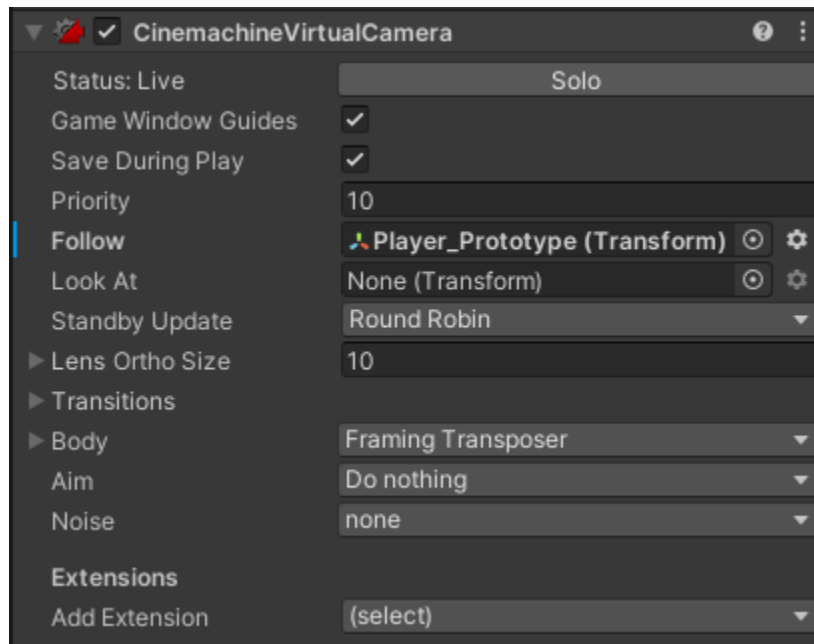 CinemachineVirtualCamera
Status: Live Solo
Game Window Guides
Save During Play
Priority 10
Follow Player_Prototype (Transform)
Look At None (Transform)
Standby Update Round Robin
Lens Ortho Size 10
Transitions
Body Framing Transposer
Aim Do nothing
Noise none
Extensions
Add Extension (select)